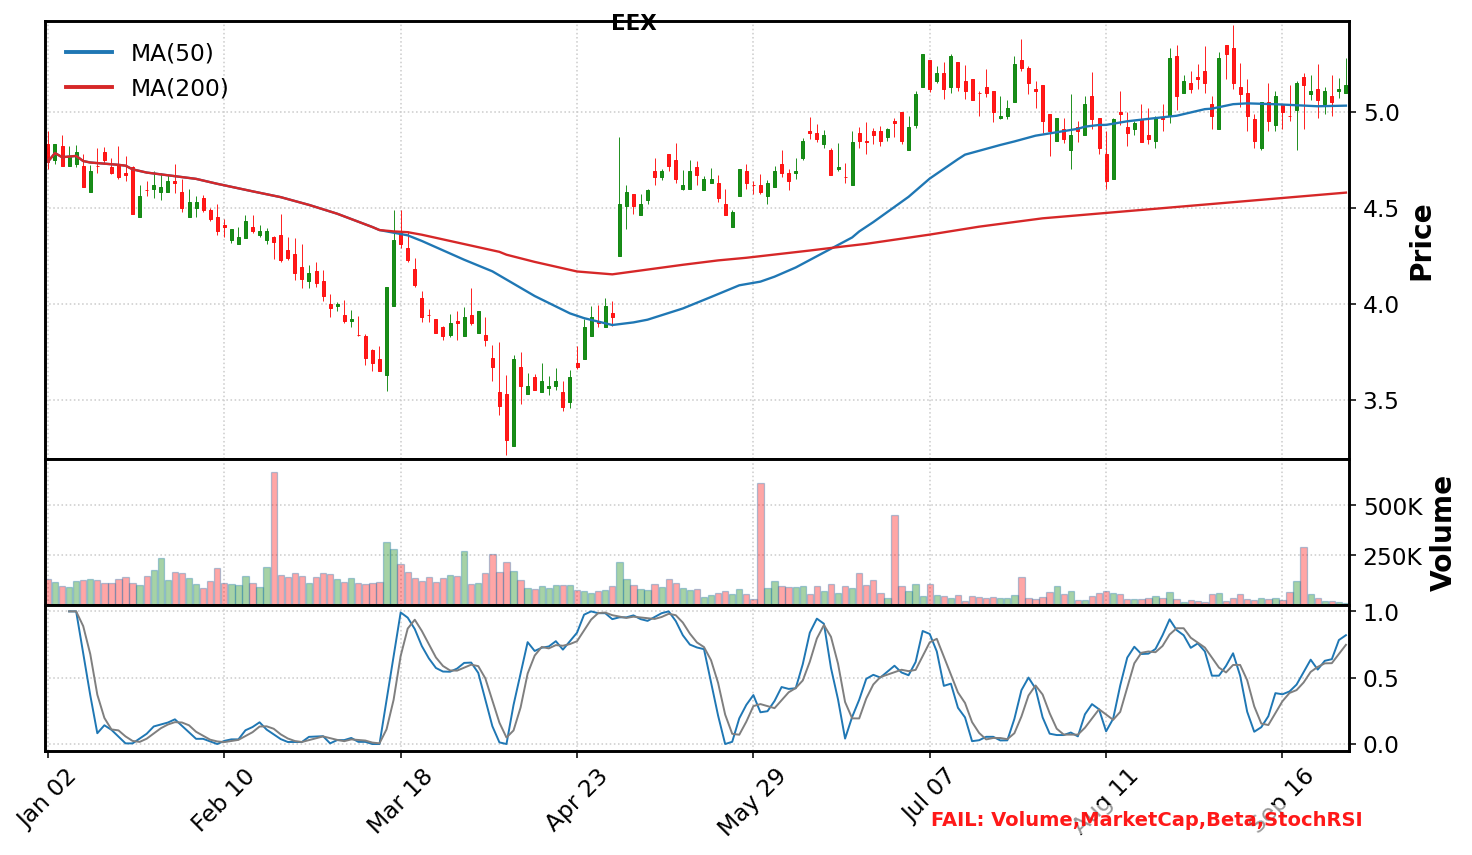 EEX
MA(50)
MA(200)
5.0
4.5
4.0
3.5
Price
500K
250K
Volume
1.0
0.5
0.0
Jan 02
Feb 10
Mar 18
Apr 23
May 29
Jul 07
Aug 11
Sep 16
FAIL: Volume,MarketCap,Beta,StochRSI